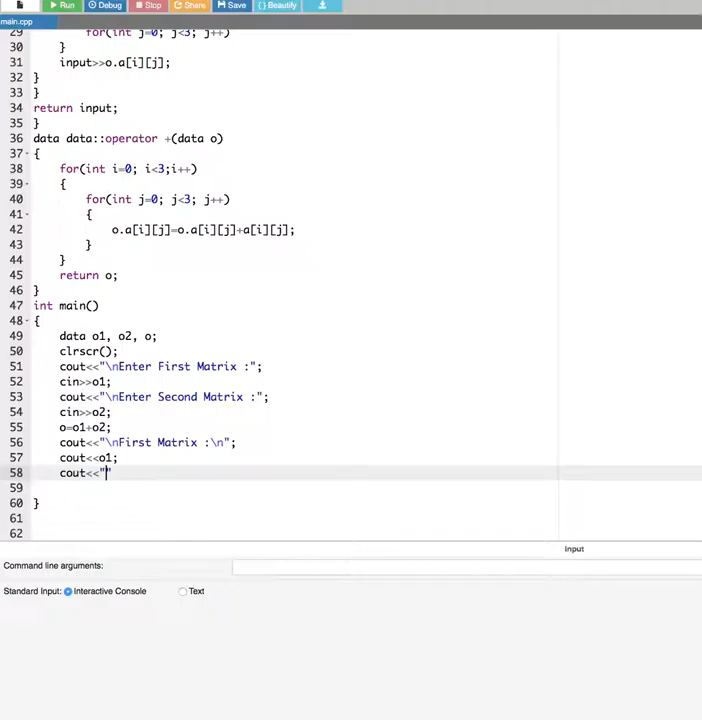 Run Debug Stop Share Save { } Beautify
main.cpp
29 for(int j=0; j<3; j++)
30 }
31 input>>o.a[i][j];
32 }
33 }
34 return input;
35 }
36 data data::operator +(data o)
37 {
38 for(int i=0; i<3;i++)
39 {
40 for(int j=0; j<3; j++)
41 {
42 o.a[i][j]=o.a[i][j]+a[i][j];
43 }
44 }
45 return o;
46 }
47 int main()
48 {
49 data o1, o2, o;
50 clrscr();
51 cout<<"\nEnter First Matrix :";
52 cin>>o1;
53 cout<<"\nEnter Second Matrix :";
54 cin>>o2;
55 o=o1+o2;
56 cout<<"\nFirst Matrix :\n";
57 cout<<o1;
58 cout<<""
59
60 }
61
62
Input
Command line arguments:
Standard Input: Interactive Console Text